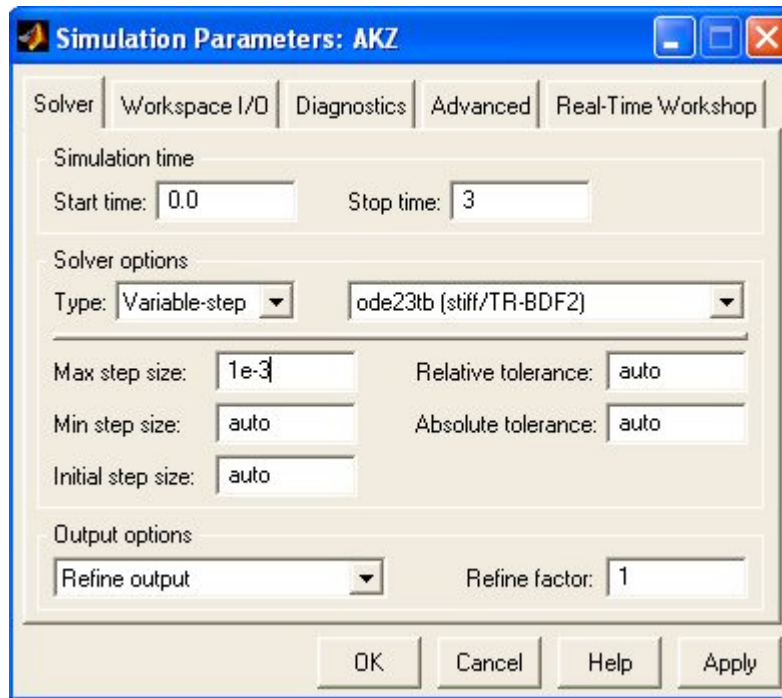 Simulation Parameters: AKZ
Solver Workspace I/O Diagnostics Advanced Real-Time Workshop
Simulation time
Start time: 0.0 Stop time: 3
Solver options
Type: Variable-step ode23tb (stiff/TR-BDF2)
Max step size: 1e-3 Relative tolerance: auto
Min step size: auto Absolute tolerance: auto
Initial step size: auto
Output options
Refine output Refine factor: 1
OK Cancel Help Apply